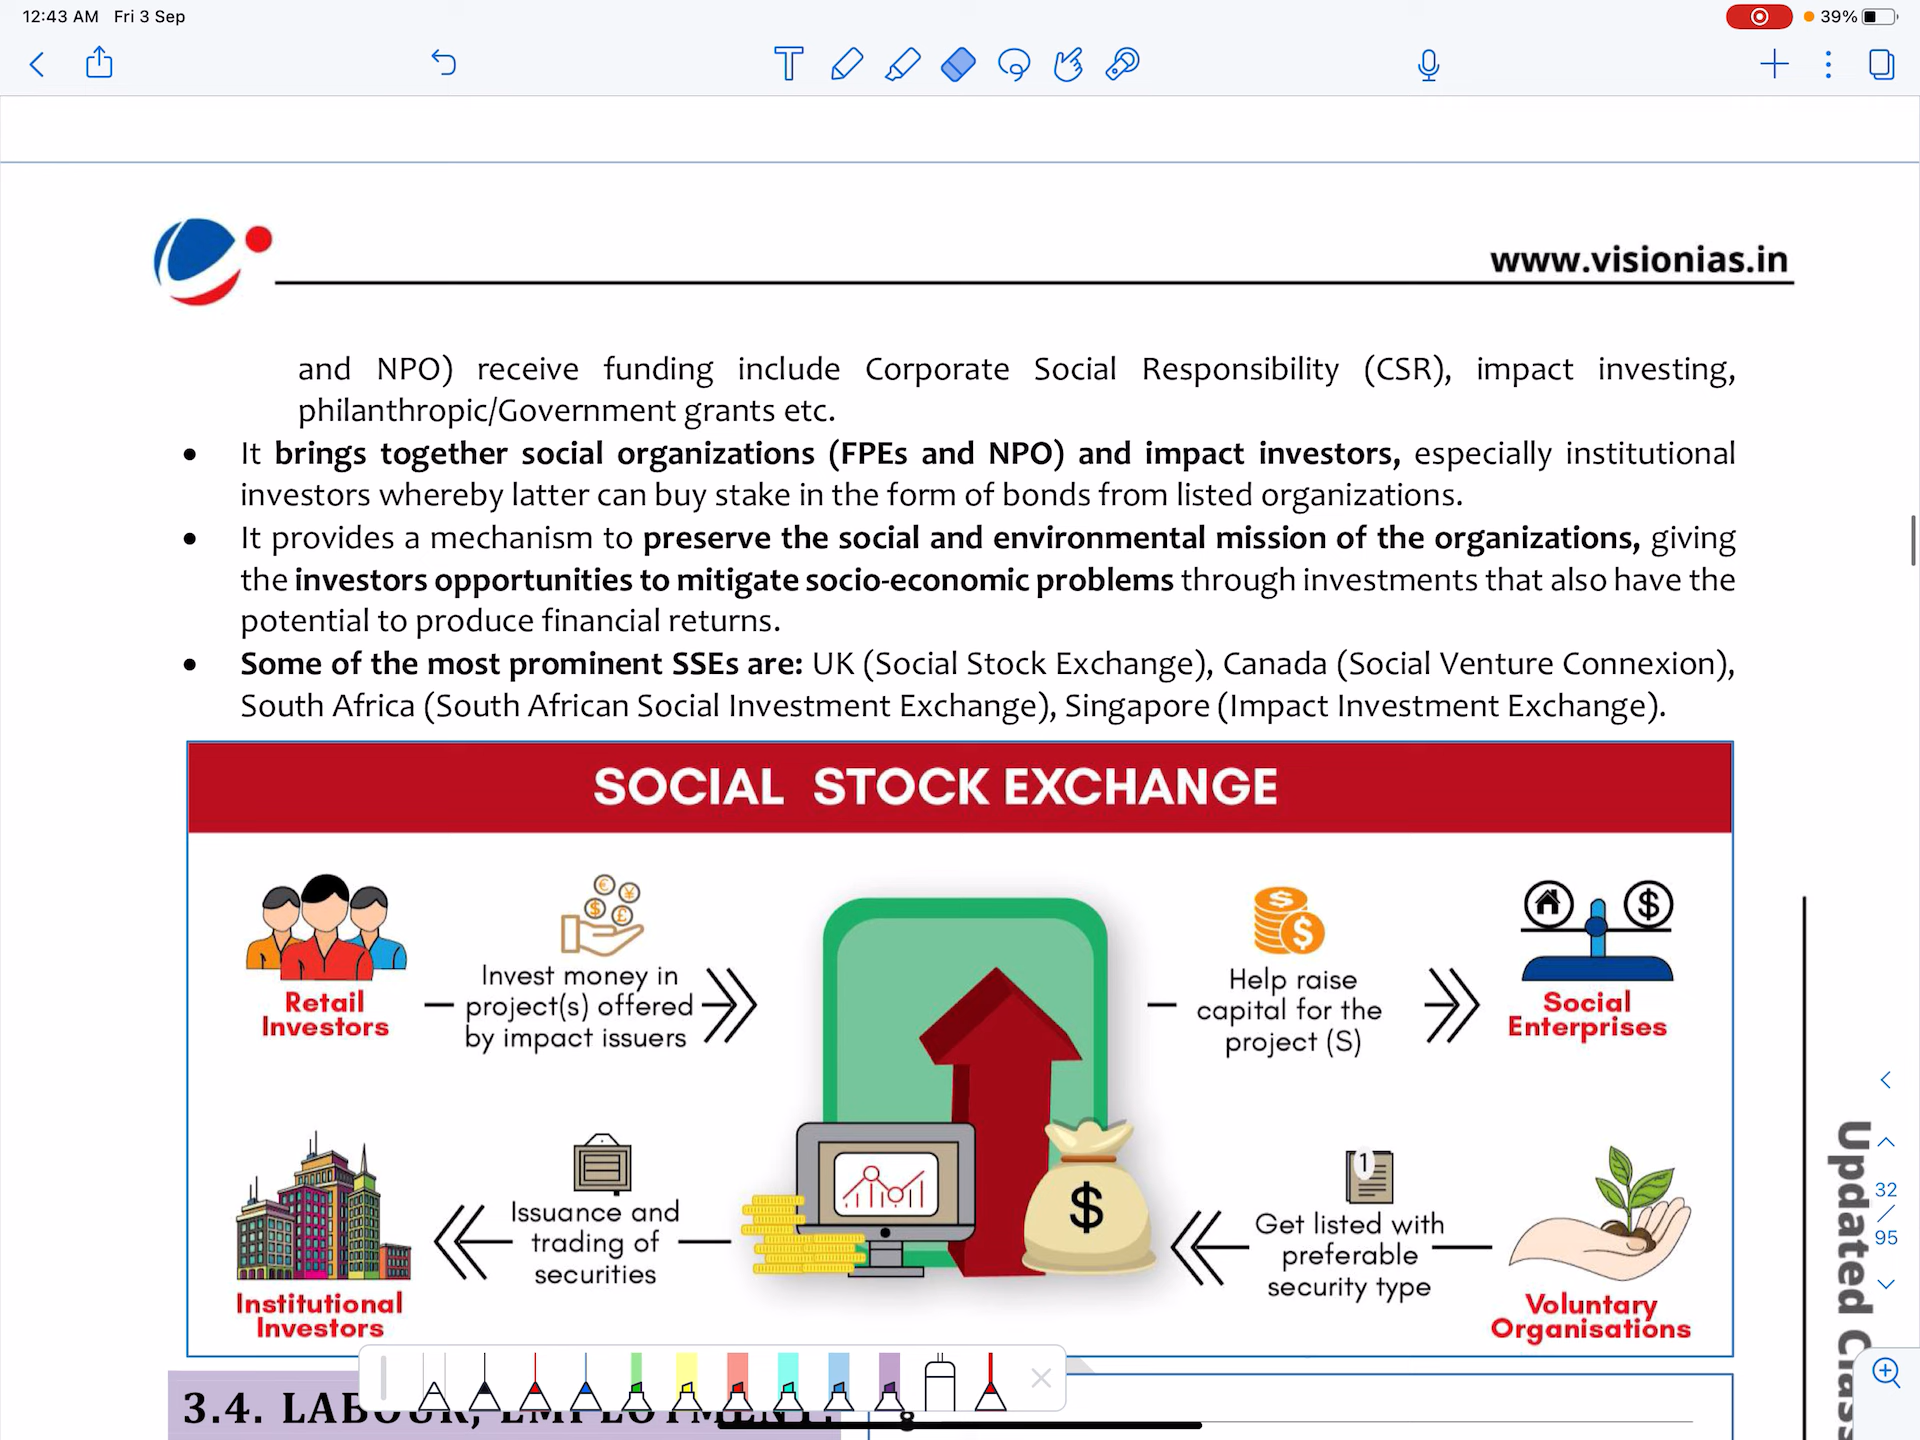 12:43 AM Fri 3 Sep
39%
www.visionias.in
and NPO) receive funding include Corporate Social Responsibility (CSR), impact investing,
philanthropic/Government grants etc.
• It brings together social organizations (FPEs and NPO) and impact investors, especially institutional
investors whereby latter can buy stake in the form of bonds from listed organizations.
• It provides a mechanism to preserve the social and environmental mission of the organizations, giving
the investors opportunities to mitigate socio-economic problems through investments that also have the
potential to produce financial returns.
• Some of the most prominent SSEs are: UK (Social Stock Exchange), Canada (Social Venture Connexion),
South Africa (South African Social Investment Exchange), Singapore (Impact Investment Exchange).
SOCIAL STOCK EXCHANGE
Retail
Investors
Invest money in
project(s) offered
by impact issuers
Help raise
capital for the
project (S)
Social
Enterprises
Institutional
Investors
Issuance and
trading of
securities
$
Get listed with
preferable
security type
1
Voluntary
Organisations
32
/
95
Updated
3.4. LABOUR, EMPLOYMENT,
8